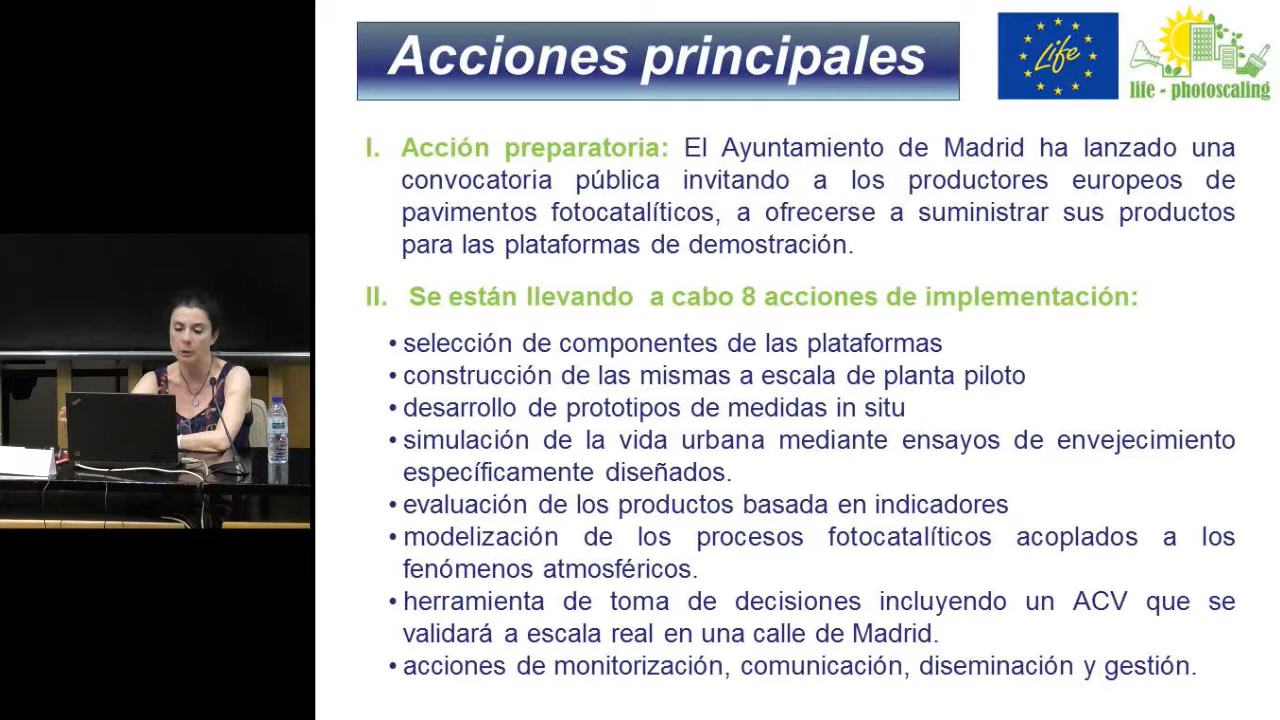 Acciones principales
Life
life - photoscaling
I. Acción preparatoria: El Ayuntamiento de Madrid ha lanzado una
convocatoria pública invitando a los productores europeos de
pavimentos fotocatalíticos, a ofrecerse a suministrar sus productos
para las plataformas de demostración.
II. Se están llevando a cabo 8 acciones de implementación:
• selección de componentes de las plataformas
• construcción de las mismas a escala de planta piloto
• desarrollo de prototipos de medidas in situ
• simulación de la vida urbana mediante ensayos de envejecimiento
específicamente diseñados.
• evaluación de los productos basada en indicadores
• modelización de los procesos fotocatalíticos acoplados a los
fenómenos atmosféricos.
• herramienta de toma de decisiones incluyendo un ACV que se
validará a escala real en una calle de Madrid.
• acciones de monitorización, comunicación, diseminación y gestión.